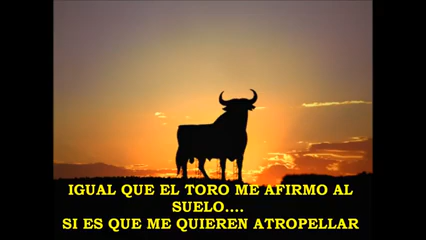 IGUAL QUE EL TORO ME AFIRMO AL
SUELO....
SI ES QUE ME QUIEREN ATROPELLAR